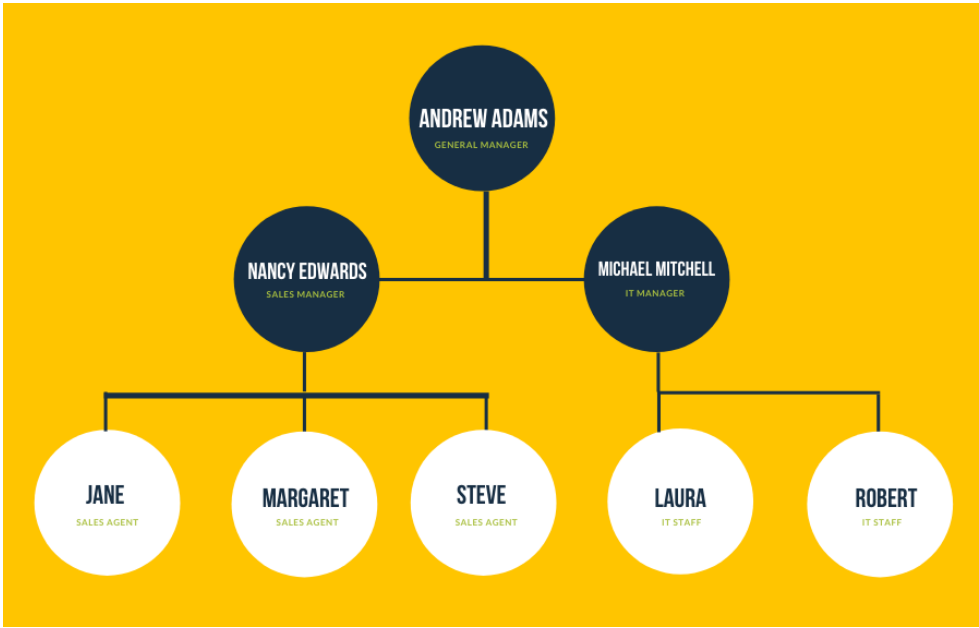 ANDREW ADAMS
GENERAL MANAGER
NANCY EDWARDS
SALES MANAGER
MICHAEL MITCHELL
IT MANAGER
JANE
SALES AGENT
MARGARET
SALES AGENT
STEVE
SALES AGENT
LAURA
IT STAFF
ROBERT
IT STAFF